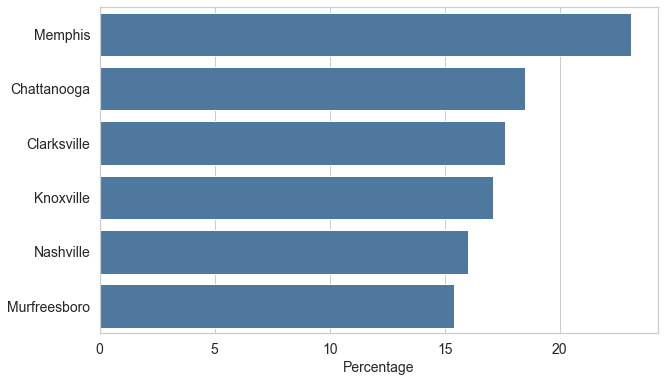 Memphis
Chattanooga
Clarksville
Knoxville
Nashville
Murfreesboro
0 5 10 15 20
Percentage